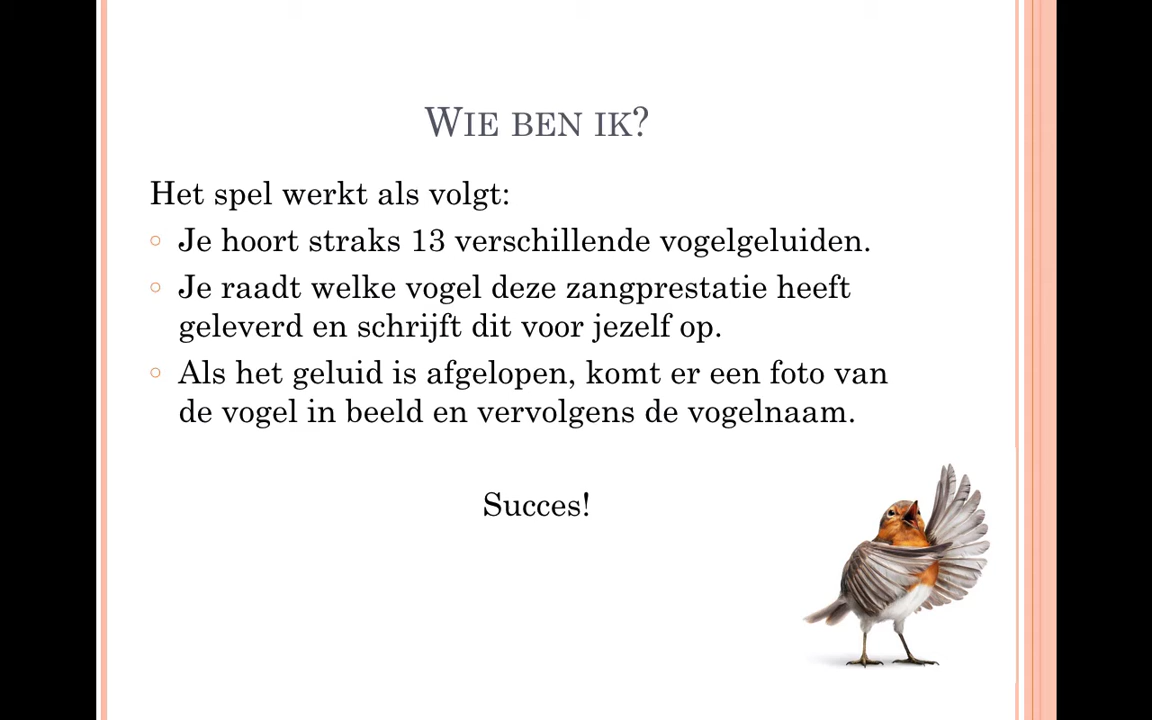 Wie ben ik?
Het spel werkt als volgt:
Je hoort straks 13 verschillende vogelgeluiden.
Je raadt welke vogel deze zangprestatie heeft
geleverd en schrijft dit voor jezelf op.
Als het geluid is afgelopen, komt er een foto van
de vogel in beeld en vervolgens de vogelnaam.
Succes!